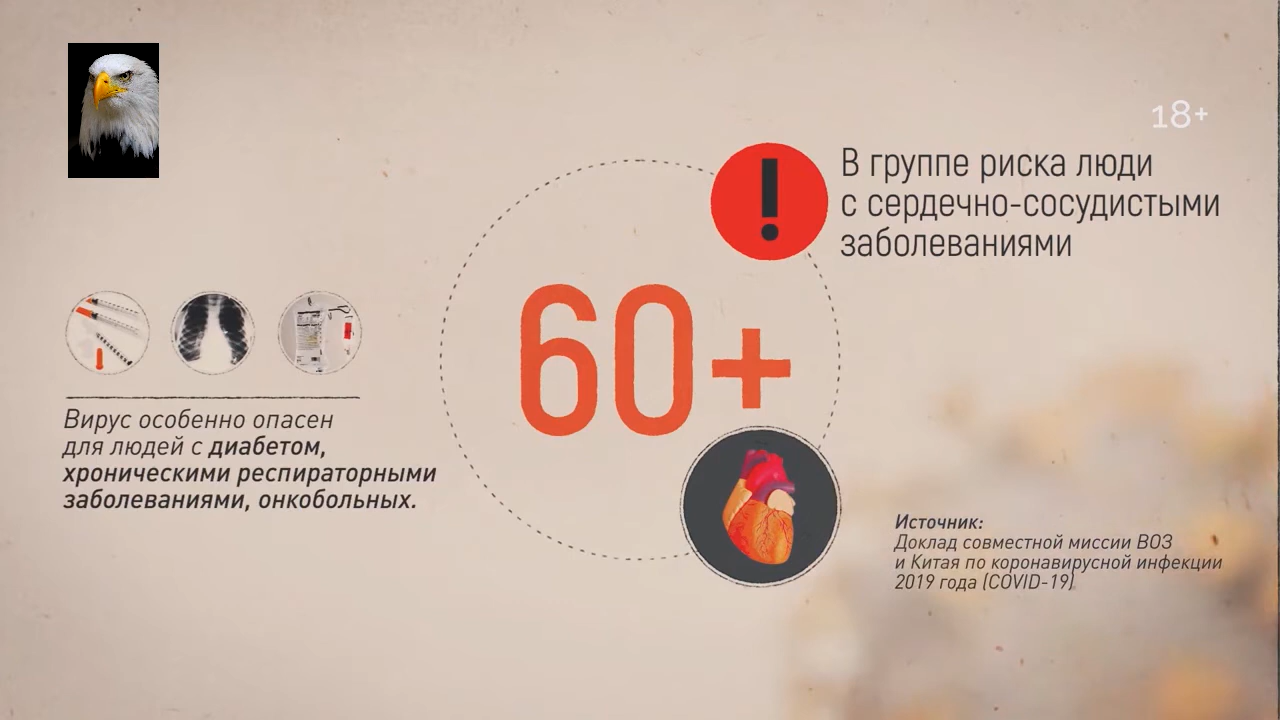 18+
В группе риска люди
с сердечно-сосудистыми
заболеваниями
60+
Вирус особенно опасен
для людей с диабетом,
хроническими респираторными
заболеваниями, онкобольных.
Источник:
Доклад совместной миссии ВОЗ
и Китая по коронавирусной инфекции
2019 года (COVID-19)